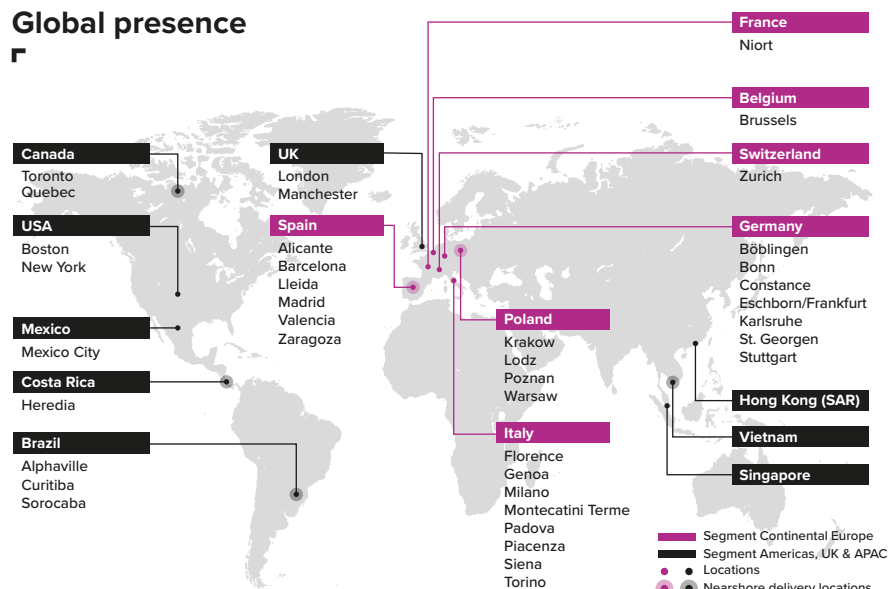 Global presence
Canada
Toronto
Quebec
USA
Boston
New York
Mexico
Mexico City
Costa Rica
Heredia
Brazil
Alphaville
Curitiba
Sorocaba
UK
London
Manchester
Spain
Alicante
Barcelona
Lleida
Madrid
Valencia
Zaragoza
Poland
Krakow
Lodz
Poznan
Warsaw
Italy
Florence
Genoa
Milano
Montecatini Terme
Padova
Piacenza
Siena
Torino
France
Niort
Belgium
Brussels
Switzerland
Zurich
Germany
Böblingen
Bonn
Constance
Eschborn/Frankfurt
Karlsruhe
St. Georgen
Stuttgart
Hong Kong (SAR)
Vietnam
Singapore
Segment Continental Europe
Segment Americas, UK & APAC
Locations
Nearshore delivery locations